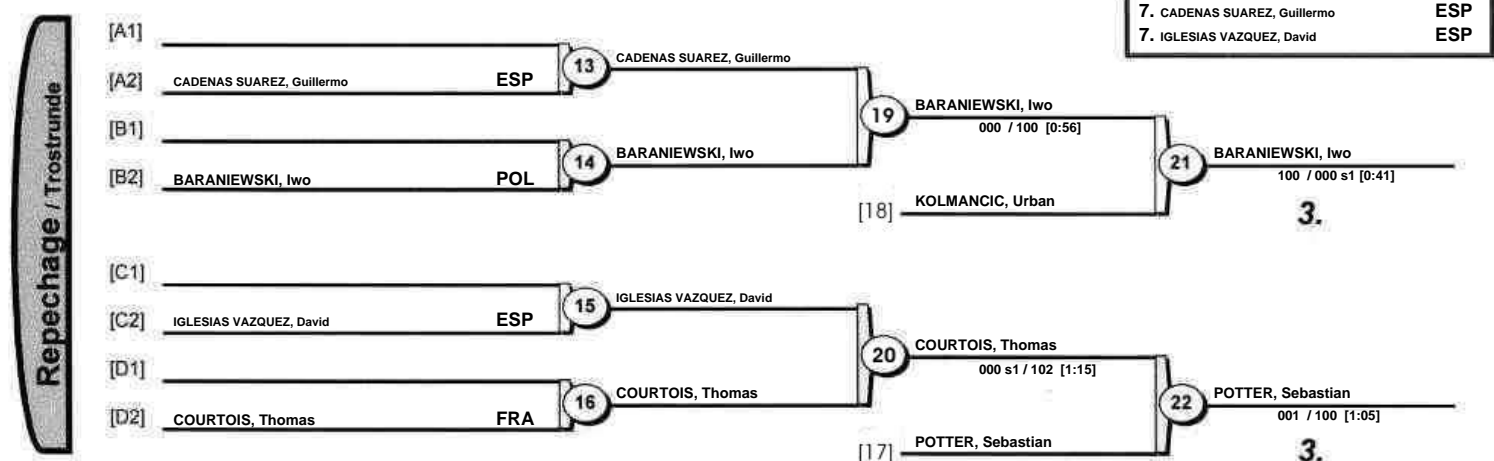 7. CADENAS SUAREZ, Guillermo ESP
7. IGLESIAS VAZQUEZ, David ESP
Repechage / Trostrunde
[A1]
[A2] CADENAS SUAREZ, Guillermo ESP
13 CADENAS SUAREZ, Guillermo
[B1]
[B2] BARANIEWSKI, Iwo POL
14 BARANIEWSKI, Iwo
19 BARANIEWSKI, Iwo
000 / 100 [0:56]
[18] KOLMANCIC, Urban
21 BARANIEWSKI, Iwo
100 / 000 s1 [0:41]
3.
[C1]
[C2] IGLESIAS VAZQUEZ, David ESP
15 IGLESIAS VAZQUEZ, David
[D1]
[D2] COURTOIS, Thomas FRA
16 COURTOIS, Thomas
20 COURTOIS, Thomas
000 s1 / 102 [1:15]
[17] POTTER, Sebastian
22 POTTER, Sebastian
001 / 100 [1:05]
3.